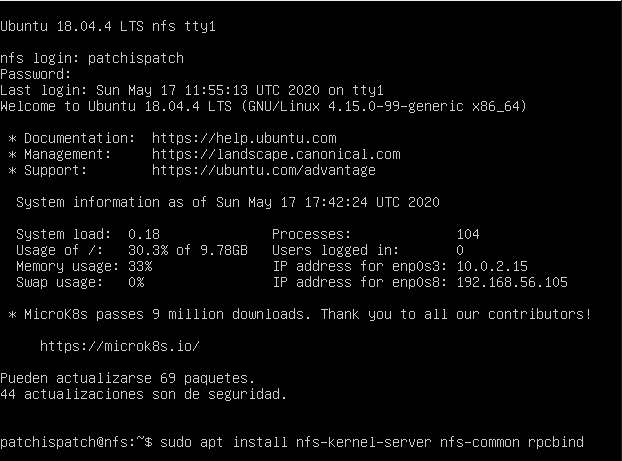 Ubuntu 18.04.4 LTS nfs tty1
nfs login: patchispatch
Password:
Last login: Sun May 17 11:55:13 UTC 2020 on tty1
Welcome to Ubuntu 18.04.4 LTS (GNU/Linux 4.15.0-99-generic x86_64)
* Documentation:  https://help.ubuntu.com
* Management:     https://landscape.canonical.com
* Support:        https://ubuntu.com/advantage
System information as of Sun May 17 17:42:24 UTC 2020
System load:  0.18              Processes:             104
Usage of /:   30.3% of 9.78GB   Users logged in:       0
Memory usage: 33%               IP address for enp0s3: 10.0.2.15
Swap usage:   0%                IP address for enp0s8: 192.168.56.105
* MicroK8s passes 9 million downloads. Thank you to all our contributors!
https://microk8s.io/
Pueden actualizarse 69 paquetes.
44 actualizaciones son de seguridad.
patchispatch@nfs:~$ sudo apt install nfs-kernel-server nfs-common rpcbind